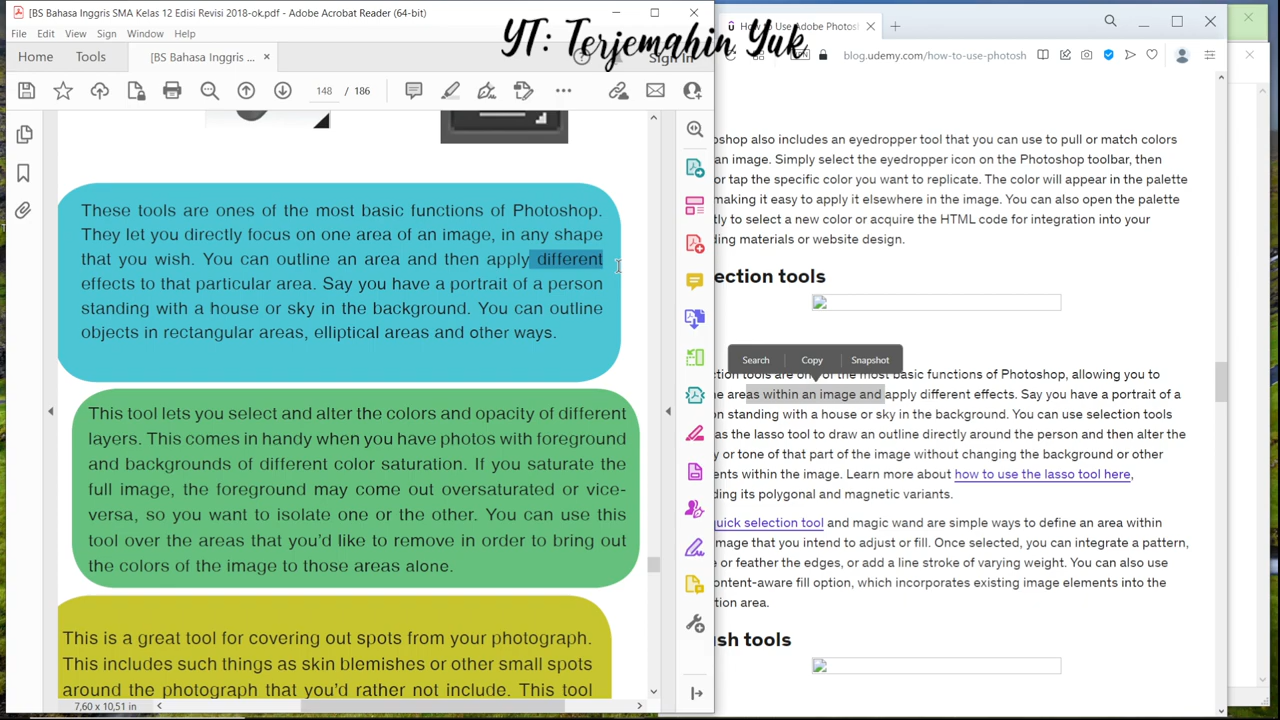 [BS Bahasa Inggris SMA Kelas 12 Edisi Revisi 2018-ok.pdf - Adobe Acrobat Reader (64-bit)
File Edit View Sign Window Help
YT: Terjemahin Yuk
Home Tools [BS Bahasa Inggris ... × Sign In
148 / 186
These tools are ones of the most basic functions of Photoshop.
They let you directly focus on one area of an image, in any shape
that you wish. You can outline an area and then apply different
effects to that particular area. Say you have a portrait of a person
standing with a house or sky in the background. You can outline
objects in rectangular areas, elliptical areas and other ways.
This tool lets you select and alter the colors and opacity of different
layers. This comes in handy when you have photos with foreground
and backgrounds of different color saturation. If you saturate the
full image, the foreground may come out oversaturated or vice-
versa, so you want to isolate one or the other. You can use this
tool over the areas that you'd like to remove in order to bring out
the colors of the image to those areas alone.
This is a great tool for covering out spots from your photograph.
This includes such things as skin blemishes or other small spots
around the photograph that you'd rather not include. This tool
7,60 x 10,51 in
How to Use Adobe Photosh
blog.udemy.com/how-to-use-photosh
shop also includes an eyedropper tool that you can use to pull or match colors
an image. Simply select the eyedropper icon on the Photoshop toolbar, then
or tap the specific color you want to replicate. The color will appear in the palette
making it easy to apply it elsewhere in the image. You can also open the palette
tly to select a new color or acquire the HTML code for integration into your
ding materials or website design.
ection tools
Search Copy Snapshot
ction tools are one of the most basic functions of Photoshop, allowing you to
e areas within an image and apply different effects. Say you have a portrait of a
n standing with a house or sky in the background. You can use selection tools
as the lasso tool to draw an outline directly around the person and then alter the
y or tone of that part of the image without changing the background or other
ents within the image. Learn more about how to use the lasso tool here,
ding its polygonal and magnetic variants.
quick selection tool and magic wand are simple ways to define an area within
mage that you intend to adjust or fill. Once selected, you can integrate a pattern,
e or feather the edges, or add a line stroke of varying weight. You can also use
ontent-aware fill option, which incorporates existing image elements into the
tion area.
sh tools